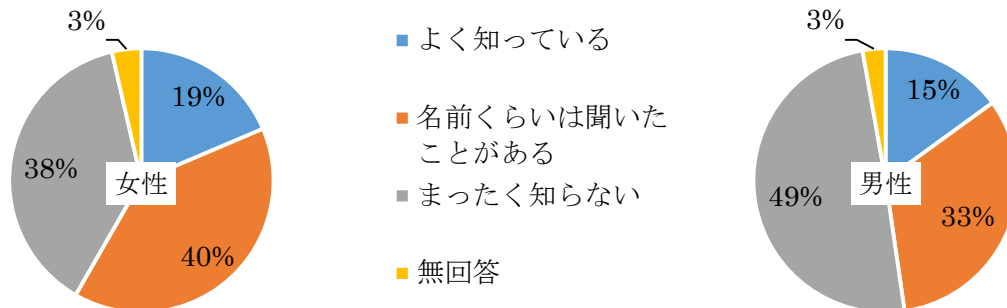 3%
19%
40%
38%
女性
よく知っている
名前くらいは聞いた
ことがある
まったく知らない
無回答
3%
15%
33%
49%
男性